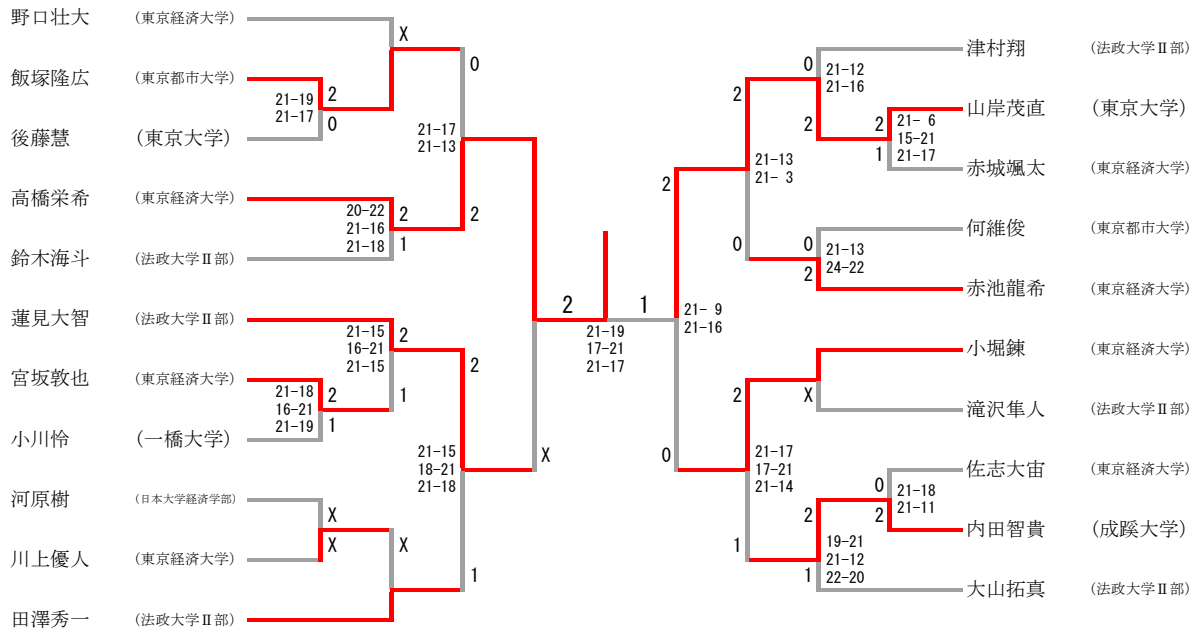 野口壮大 (東京経済大学)
X
飯塚隆広 (東京都市大学)
0
21-19 2
21-17
0
後藤慧 (東京大学)
21-17
21-13
高橋栄希 (東京経済大学)
20-22 2
21-16
21-18 1
2
鈴木海斗 (法政大学Ⅱ部)
蓮見大智 (法政大学Ⅱ部)
21-15 2
16-21
21-15
2
宮坂敦也 (東京経済大学)
21-18 2
16-21
21-19 1
1
小川怜 (一橋大学)
21-15
18-21
21-18
X
河原樹 (日本大学経済学部)
X
X
X
川上優人 (東京経済大学)
1
田澤秀一 (法政大学Ⅱ部)
2 1
21-19
17-21
21-17
津村翔 (法政大学Ⅱ部)
0 21-12
21-16
2
山岸茂直 (東京大学)
2 2 21- 6
15-21
1 21-17
赤城颯太 (東京経済大学)
21-13
21- 3
2
何維俊 (東京都市大学)
0 0 21-13
2 24-22
赤池龍希 (東京経済大学)
21- 9
21-16
小堀錬 (東京経済大学)
2 X
滝沢隼人 (法政大学Ⅱ部)
0 21-17
17-21
21-14
佐志大宙 (東京経済大学)
0 21-18
2 2 21-11
内田智貴 (成蹊大学)
1 19-21
21-12
1 22-20
大山拓真 (法政大学Ⅱ部)